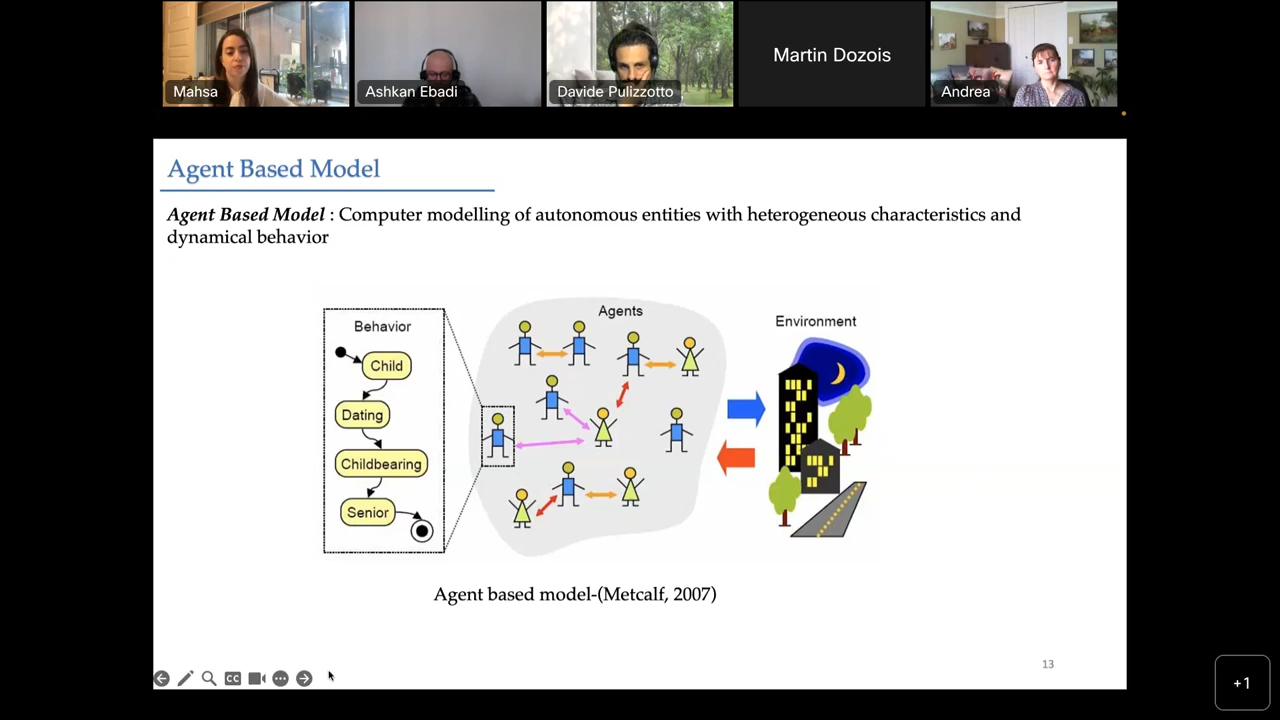 Mahsa
Ashkan Ebadi
Davide Pulizzotto
Martin Dozois
Andrea
Agent Based Model
Agent Based Model : Computer modelling of autonomous entities with heterogeneous characteristics and
dynamical behavior
Behavior
Child
Dating
Childbearing
Senior
Agents
Environment
Agent based model-(Metcalf, 2007)
13
CC
+1